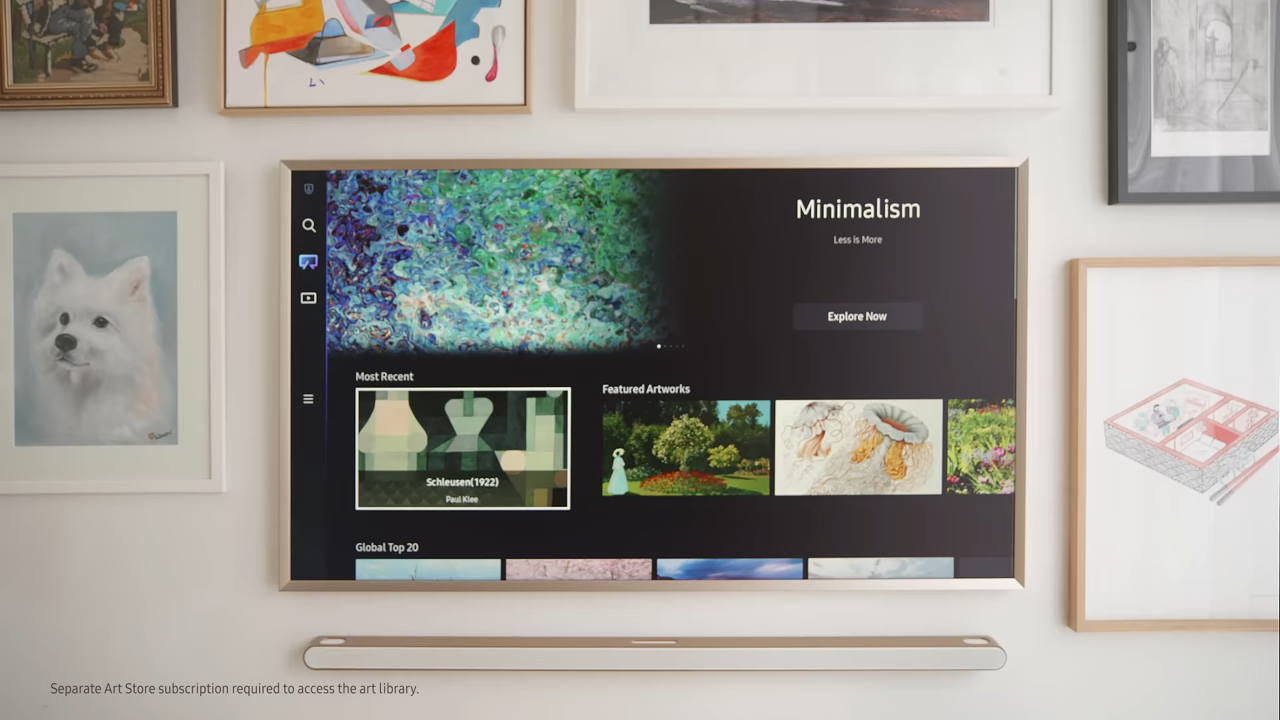 Minimalism
Less is More
Explore Now
Most Recent
Featured Artworks
Schleusen(1922)
Paul Klee
Global Top 20
Separate Art Store subscription required to access the art library.